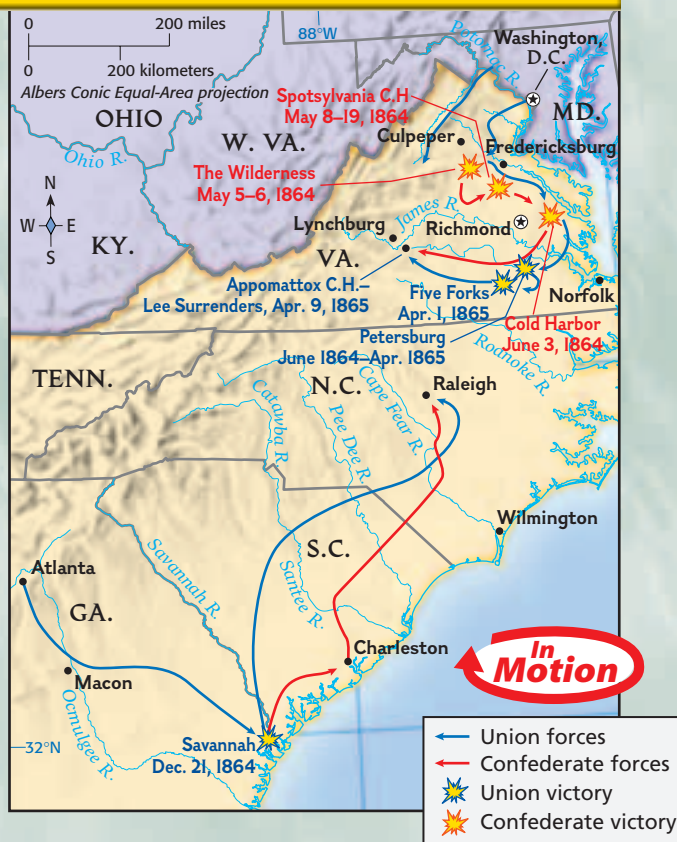 0 200 miles
0 200 kilometers
Albers Conic Equal-Area projection
88°W
Potomac R.
Washington,
D.C.
OHIO
MD.
Spotsylvania C.H
May 8–19, 1864
W. VA.
Culpeper
Fredericksburg
Ohio R.
The Wilderness
May 5–6, 1864
N
W E
S
KY.
James R.
Lynchburg
Richmond
VA.
Appomattox C.H.–
Lee Surrenders, Apr. 9, 1865
Five Forks
Apr. 1, 1865
Norfolk
Cold Harbor
June 3, 1864
Petersburg
June 1864–Apr. 1865
Roanoke R.
TENN.
N.C.
Raleigh
Catawba R.
Pee Dee R.
Cape Fear R.
Wilmington
S.C.
Savannah R.
Santee R.
Atlanta
GA.
Charleston
Macon
Ocmulgee R.
32°N
Savannah
Dec. 21, 1864
In
Motion
Union forces
Confederate forces
Union victory
Confederate victory